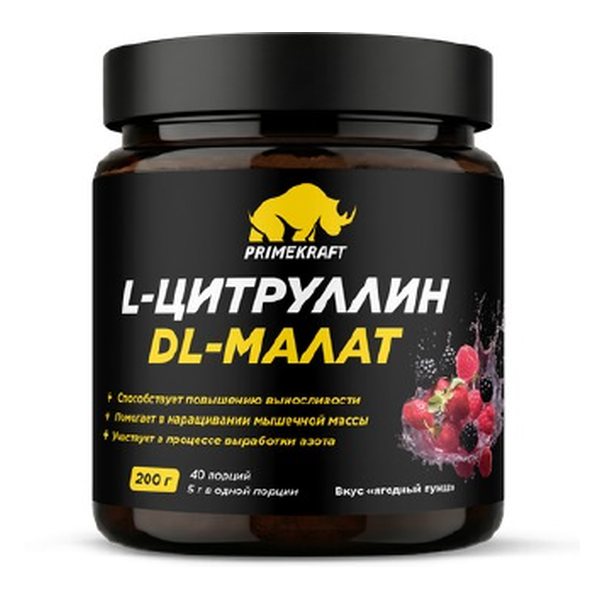 PRIMEKRAFT
L-ЦИТРУЛЛИН
DL-МАЛАТ
Способствует повышению выносливости
Помогает в наращивании мышечной массы
Участвует в процессе выработки азота
200 г
40 порций
5 г в одной порции
Вкус «ягодный пунш»